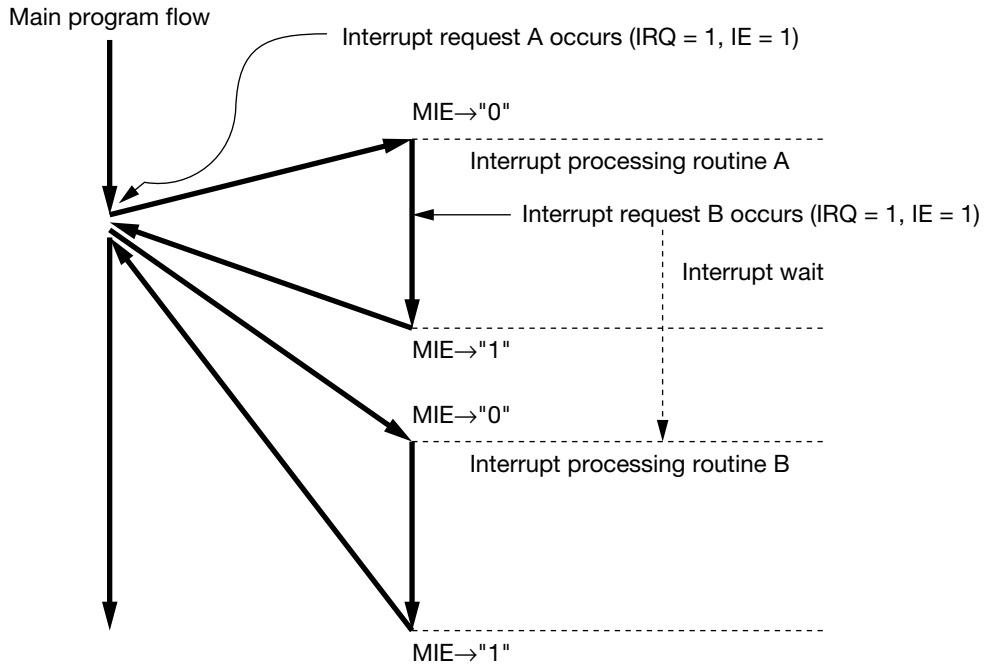 Main program flow
Interrupt request A occurs (IRQ = 1, IE = 1)
MIE→"0"
Interrupt processing routine A
Interrupt request B occurs (IRQ = 1, IE = 1)
Interrupt wait
MIE→"1"
MIE→"0"
Interrupt processing routine B
MIE→"1"